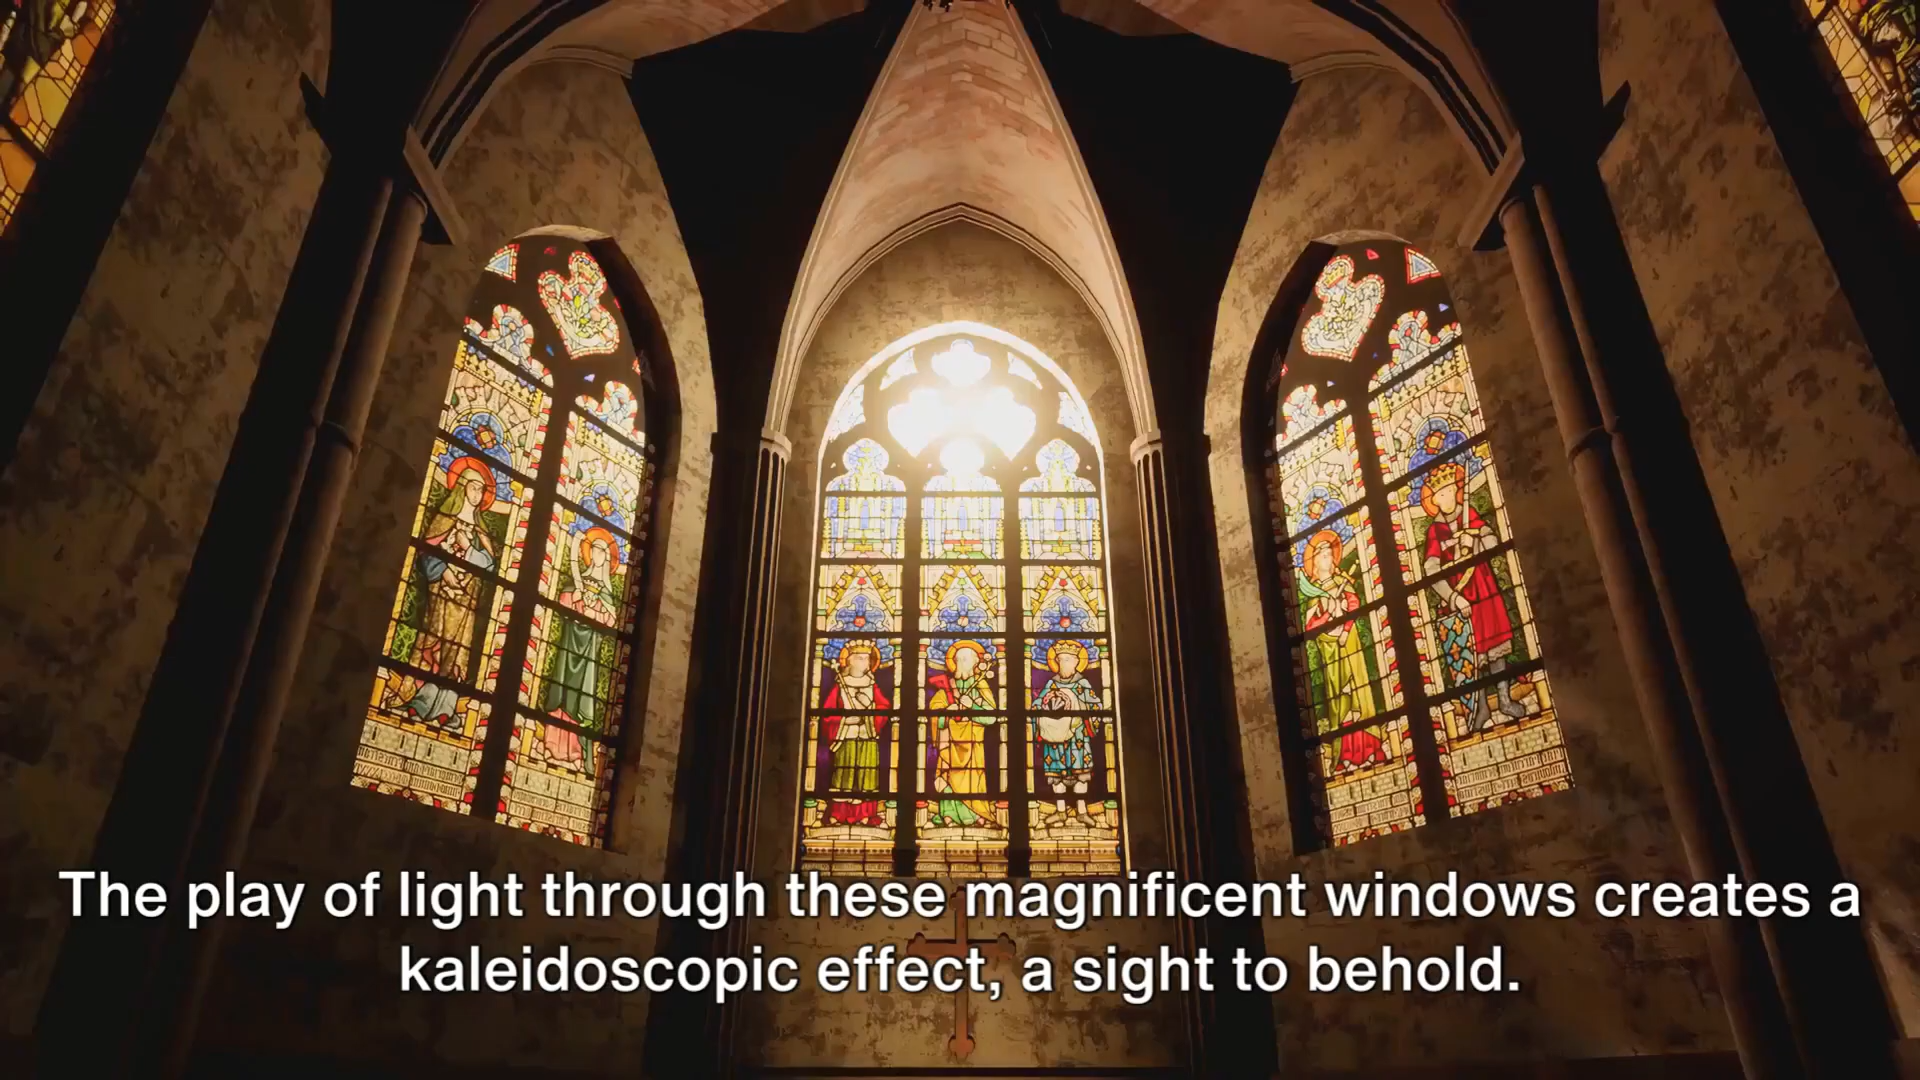 The play of light through these magnificent windows creates a
kaleidoscopic effect, a sight to behold.